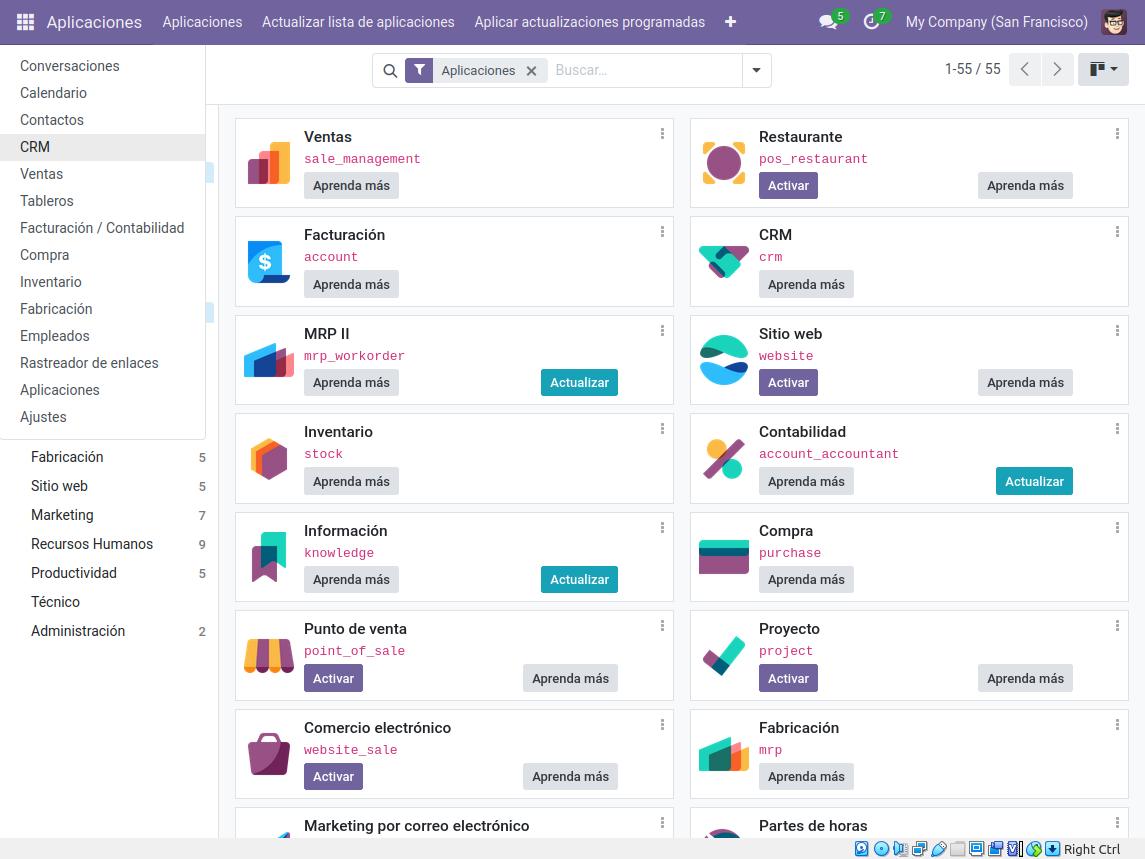 Aplicaciones
Aplicaciones
Actualizar lista de aplicaciones
Aplicar actualizaciones programadas
5
7
My Company (San Francisco)
Conversaciones
Calendario
Contactos
CRM
Ventas
Tableros
Facturación / Contabilidad
Compra
Inventario
Fabricación
Empleados
Rastreador de enlaces
Aplicaciones
Ajustes
Aplicaciones
Buscar...
1-55 / 55
Fabricación 5
Sitio web 5
Marketing 7
Recursos Humanos 9
Productividad 5
Técnico
Administración 2
Ventas
sale_management
Aprenda más
Restaurante
pos_restaurant
Activar
Aprenda más
Facturación
account
Aprenda más
CRM
crm
Aprenda más
MRP II
mrp_workorder
Aprenda más
Actualizar
Sitio web
website
Activar
Aprenda más
Inventario
stock
Aprenda más
Contabilidad
account_accountant
Aprenda más
Actualizar
Información
knowledge
Aprenda más
Actualizar
Compra
purchase
Aprenda más
Punto de venta
point_of_sale
Activar
Aprenda más
Proyecto
project
Activar
Aprenda más
Comercio electrónico
website_sale
Activar
Aprenda más
Fabricación
mrp
Aprenda más
Marketing por correo electrónico
Partes de horas
Right Ctrl